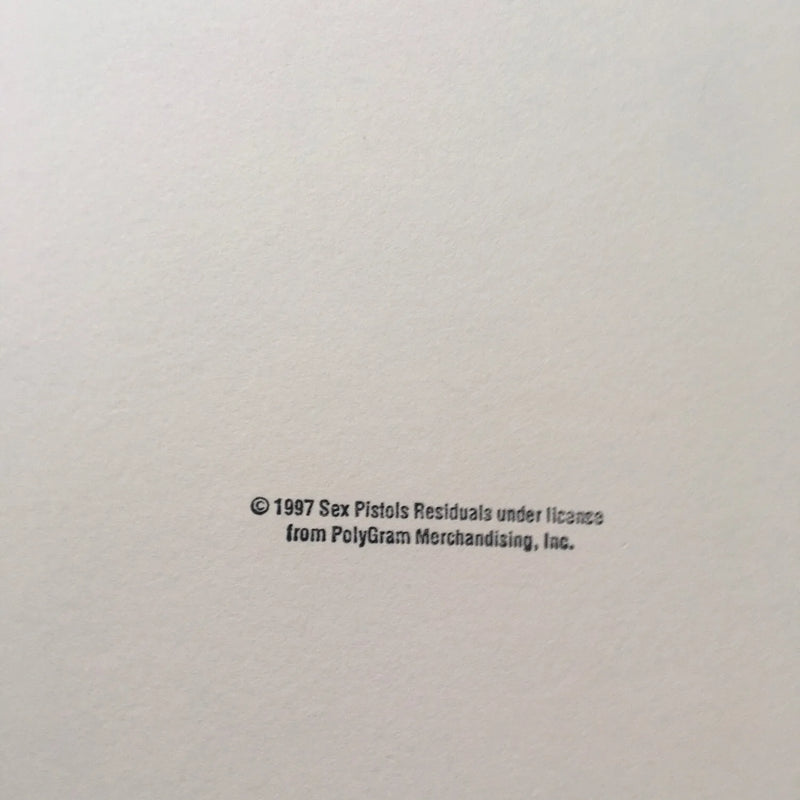 © 1997 Sex Pistols Residuals under license
from PolyGram Merchandising, Inc.